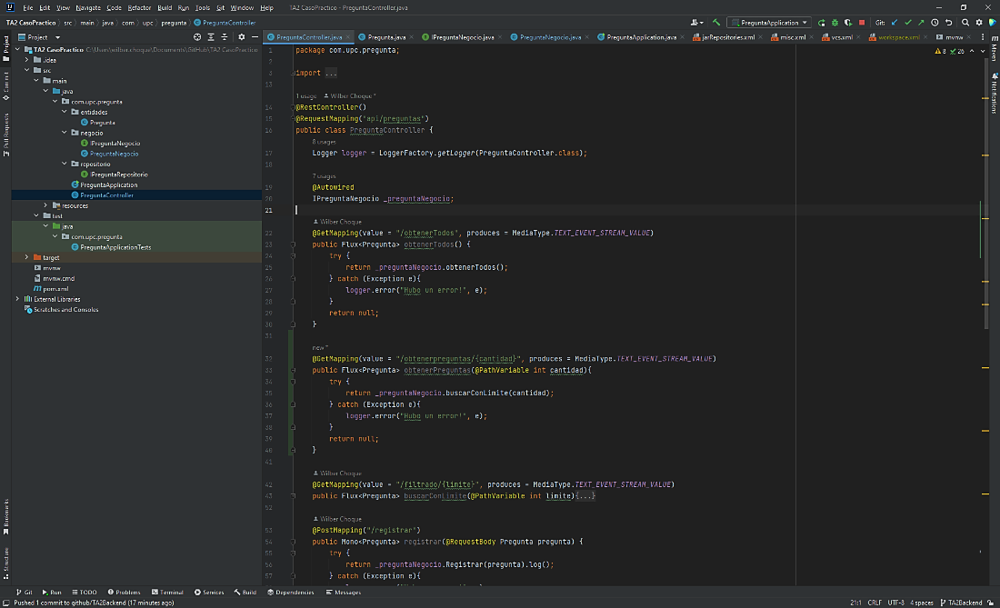 File Edit View Navigate Code Refactor Build Run Tools Git Window Help TA2 CasoPractico - PreguntaController.java
TA2 CasoPractico src main java com upc pregunta PreguntaController PreguntaApplication Git:
Project
PreguntaController.java Pregunta.java IPreguntaNegocio.java PreguntaNegocio.java PreguntaApplication.java jarRepositories.xml misc.xml vcs.xml workspace.xml mvnw
TA2 CasoPractico C:\Users\wilber.choque\Documents\GitHub\TA2 CasoPractico
.idea
src
main
java
com.upc.pregunta
entidades
Pregunta
negocio
IPreguntaNegocio
PreguntaNegocio
repositorio
IPreguntaRepositorio
PreguntaApplication
PreguntaController
resources
test
java
com.upc.pregunta
PreguntaApplicationTests
target
mvnw
mvnw.cmd
pom.xml
External Libraries
Scratches and Consoles
Project
Commit
Pull Requests
Bookmarks
Structure
8 26
Maven
Notifications
1 package com.upc.pregunta;
2
3 import ...
13
1 usage Wilber Choque *
14 @RestController()
15 @RequestMapping("api/preguntas")
16 public class PreguntaController {
8 usages
17 Logger logger = LoggerFactory.getLogger(PreguntaController.class);
18
7 usages
19 @Autowired
20 IPreguntaNegocio _preguntaNegocio;
21
Wilber Choque
22 @GetMapping(value = "/obtenerTodos", produces = MediaType.TEXT_EVENT_STREAM_VALUE)
23 public Flux<Pregunta> obtenerTodos() {
24 try {
25 return _preguntaNegocio.obtenerTodos();
26 } catch (Exception e){
27 logger.error("Hubo un error!", e);
28 }
29 return null;
30 }
31
new *
32 @GetMapping(value = "/obtenerpreguntas/{cantidad}", produces = MediaType.TEXT_EVENT_STREAM_VALUE)
33 public Flux<Pregunta> obtenerPreguntas(@PathVariable int cantidad){
34 try {
35 return _preguntaNegocio.buscarConLimite(cantidad);
36 } catch (Exception e){
37 logger.error("Hubo un error!", e);
38 }
39 return null;
40 }
41
Wilber Choque
42 @GetMapping(value = "/filtrado/{limite}", produces = MediaType.TEXT_EVENT_STREAM_VALUE)
43 public Flux<Pregunta> buscarConLimite(@PathVariable int limite){...}
52
Wilber Choque
53 @PostMapping("/registrar")
54 public Mono<Pregunta> registrar(@RequestBody Pregunta pregunta) {
55 try {
56 return _preguntaNegocio.Registrar(pregunta).log();
57 } catch (Exception e){
Git Run TODO Problems Terminal Services Build Dependencies Messages
Pushed 1 commit to github/TA2Backend (17 minutes ago) 21:1 CRLF UTF-8 4 spaces TA2Backend